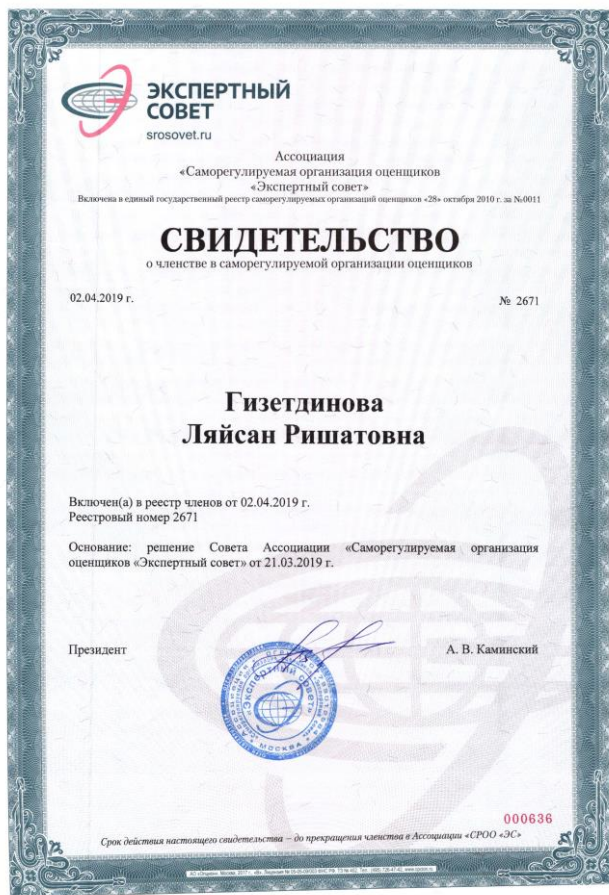 ЭКСПЕРТНЫЙ
СОВЕТ
srosovet.ru
Ассоциация
«Саморегулируемая организация оценщиков
«Экспертный совет»
Включена в единый государственный реестр саморегулируемых организаций оценщиков «28» октября 2010 г. за №0011
СВИДЕТЕЛЬСТВО
о членстве в саморегулируемой организации оценщиков
02.04.2019 г.
№ 2671
Гизетдинова
Ляйсан Ришатовна
Включен(а) в реестр членов от 02.04.2019 г.
Реестровый номер 2671
Основание: решение Совета Ассоциации «Саморегулируемая организация
оценщиков «Экспертный совет» от 21.03.2019 г.
Президент
А. В. Каминский
«Экспертный совет»
МОСКВА
000636
Срок действия настоящего свидетельства – до прекращения членства в Ассоциации «СРОО «ЭС»